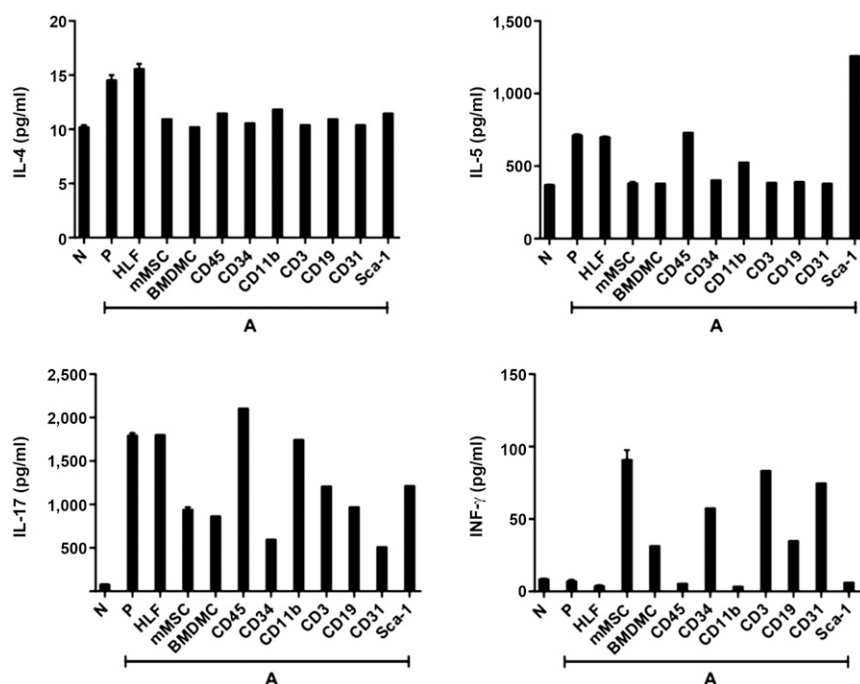 IL-4 (pg/ml)
20
15
10
5
0
N P HLF mMSC BMDMC CD45 CD34 CD11b CD3 CD19 CD31 Sca-1
A
IL-5 (pg/ml)
1,500
1,000
500
0
N P HLF mMSC BMDMC CD45 CD34 CD11b CD3 CD19 CD31 Sca-1
A
IL-17 (pg/ml)
2,500
2,000
1,500
1,000
500
N P HLF mMSC BMDMC CD45 CD34 CD11b CD3 CD19 CD31 Sca-1
A
INF-γ (pg/ml)
150
100
50
0
N P HLF mMSC BMDMC CD45 CD34 CD11b CD3 CD19 CD31 Sca-1
A